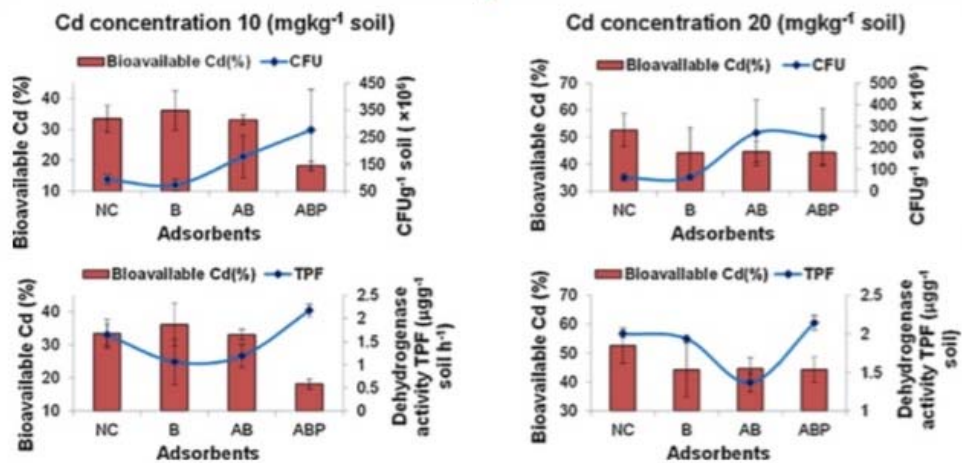 Cd concentration 10 (mgkg-1 soil)
Bioavailable Cd(%) CFU
Bioavailable Cd (%)
40
30
20
10
450
350
250
150
50
CFUg-1 soil ( ×10⁶)
NC B AB ABP
Adsorbents
Cd concentration 20 (mgkg-1 soil)
Bioavailable Cd(%) CFU
Bioavailable Cd (%)
70
60
50
40
30
500
400
300
200
100
0
CFUg-1 soil ( ×10⁶)
NC B AB ABP
Adsorbents
Bioavailable Cd(%) TPF
Bioavailable Cd (%)
40
30
20
10
2.5
2
1.5
1
0.5
0
Dehydrogenase
activity TPF (µgg-1
soil h-1)
NC B AB ABP
Adsorbents
Bioavailable Cd(%) TPF
Bioavailable Cd (%)
70
60
50
40
30
2.5
2
1.5
1
Dehydrogenase
activity TPF (µgg-1
soil)
NC B AB ABP
Adsorbents